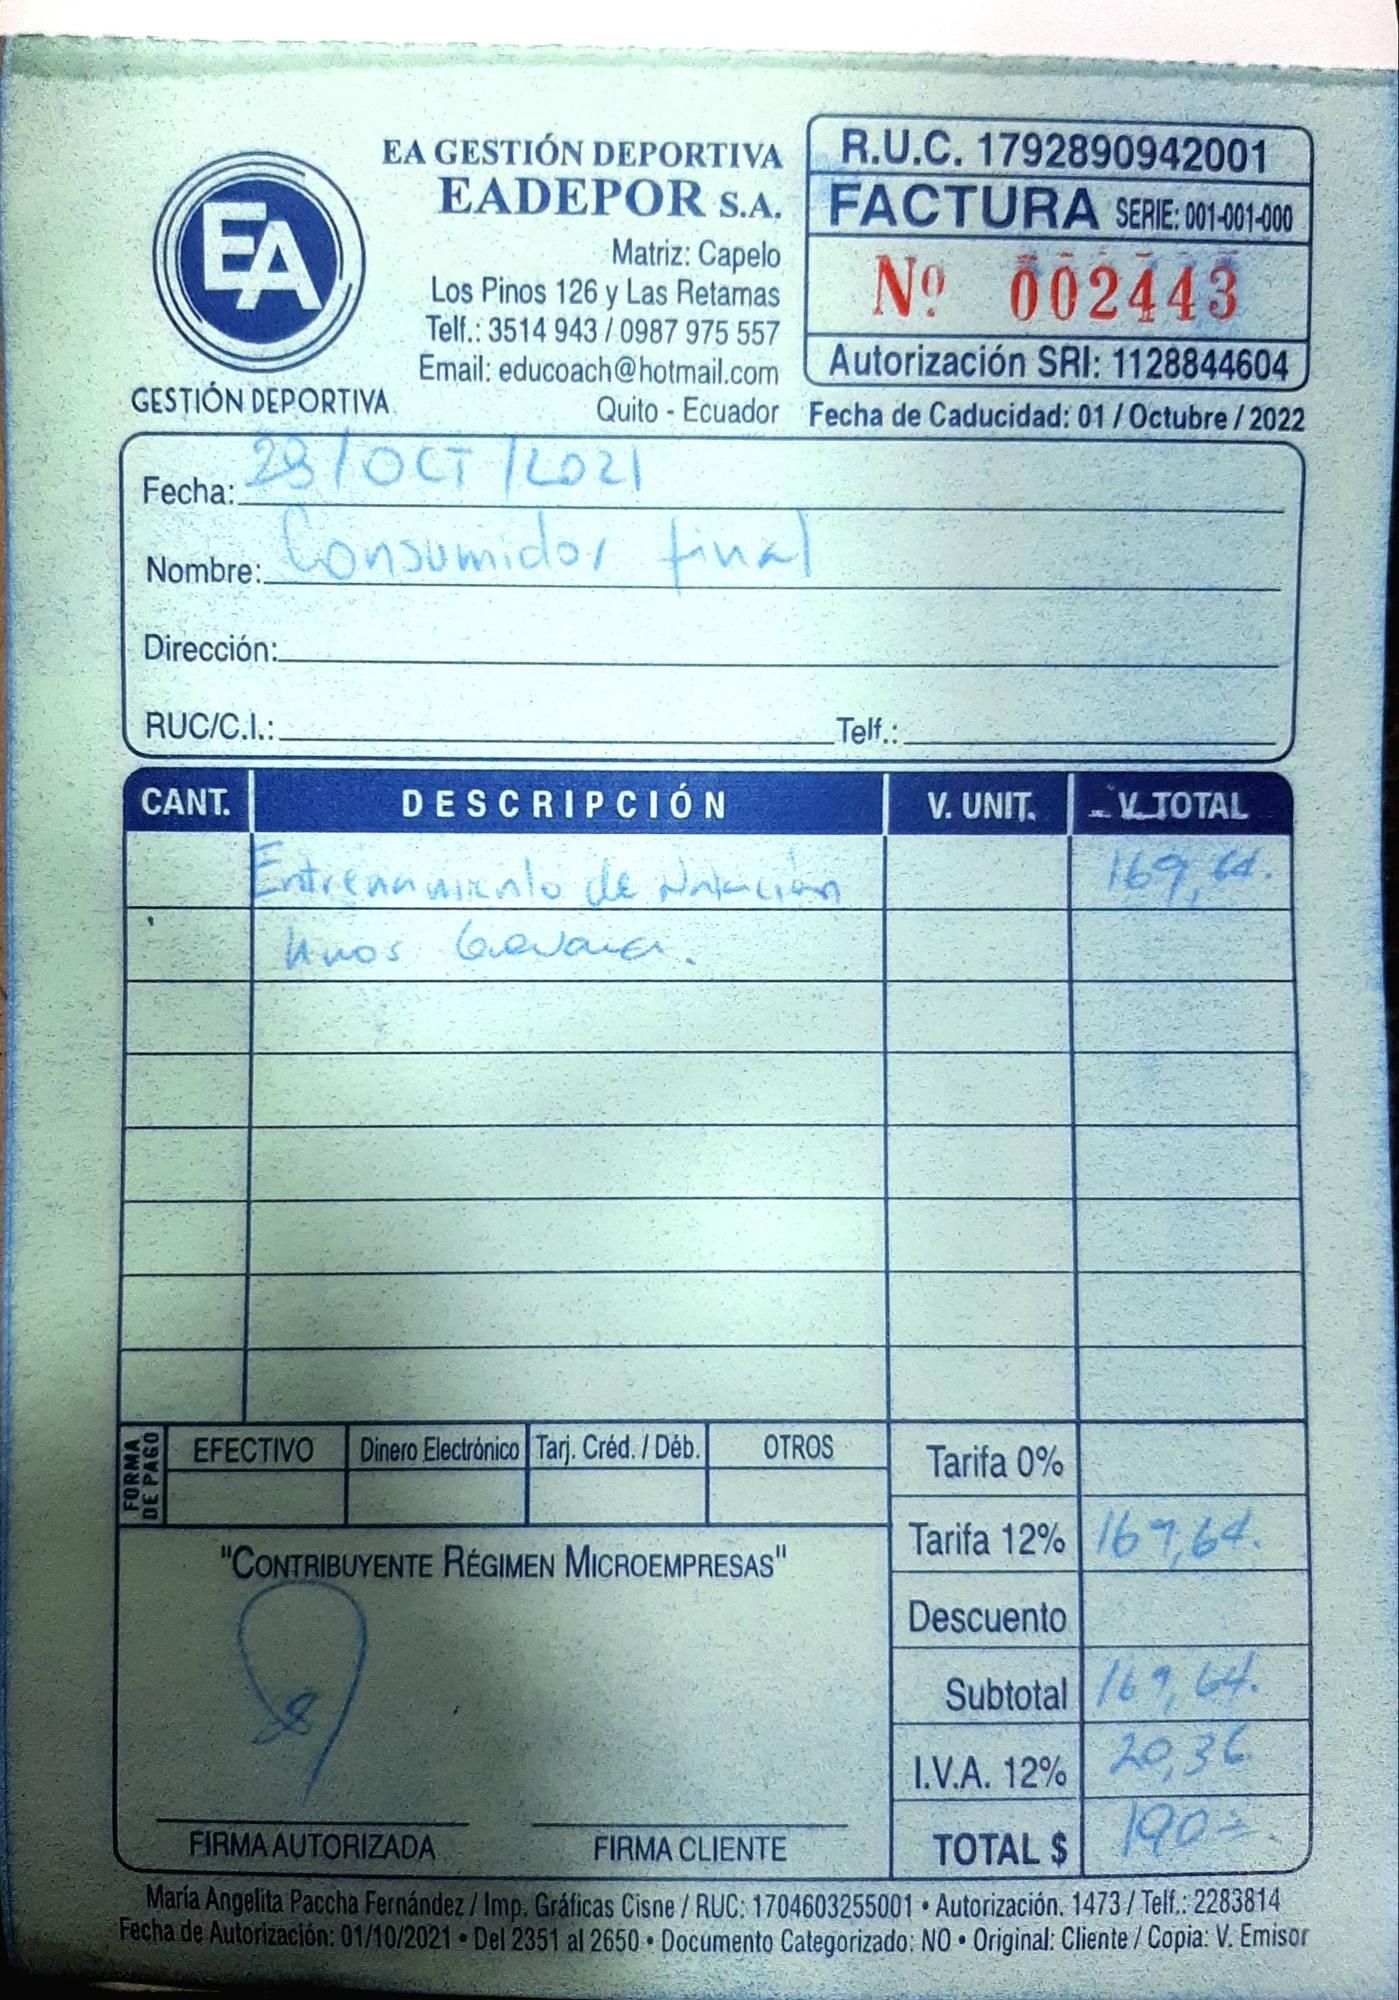 EA
GESTIÓN DEPORTIVA
EA GESTIÓN DEPORTIVA
EADEPOR S.A.
Matriz: Capelo
Los Pinos 126 y Las Retamas
Telf.: 3514 943 / 0987 975 557
Email: educoach@hotmail.com
Quito - Ecuador
R.U.C. 1792890942001
FACTURA SERIE: 001-001-000
Nº 002443
Autorización SRI: 1128844604
Fecha de Caducidad: 01 / Octubre / 2022
Fecha: 28/OCT/2021
Nombre: Consumidor final
Dirección:
RUC/C.I.: Telf.:
CANT. DESCRIPCIÓN V. UNIT. V. TOTAL
Entrenamiento de Natación 169,64.
FORMA DE PAGO
EFECTIVO Dinero Electrónico Tarj. Créd. / Déb. OTROS
Tarifa 0%
Tarifa 12% 169,64.
Descuento
Subtotal 169,64.
I.V.A. 12% 20,36
TOTAL $ 190=
"CONTRIBUYENTE RÉGIMEN MICROEMPRESAS"
FIRMA AUTORIZADA FIRMA CLIENTE
María Angelita Paccha Fernández / Imp. Gráficas Cisne / RUC: 1704603255001 • Autorización. 1473 / Telf.: 2283814
Fecha de Autorización: 01/10/2021 • Del 2351 al 2650 • Documento Categorizado: NO • Original: Cliente / Copia: V. Emisor